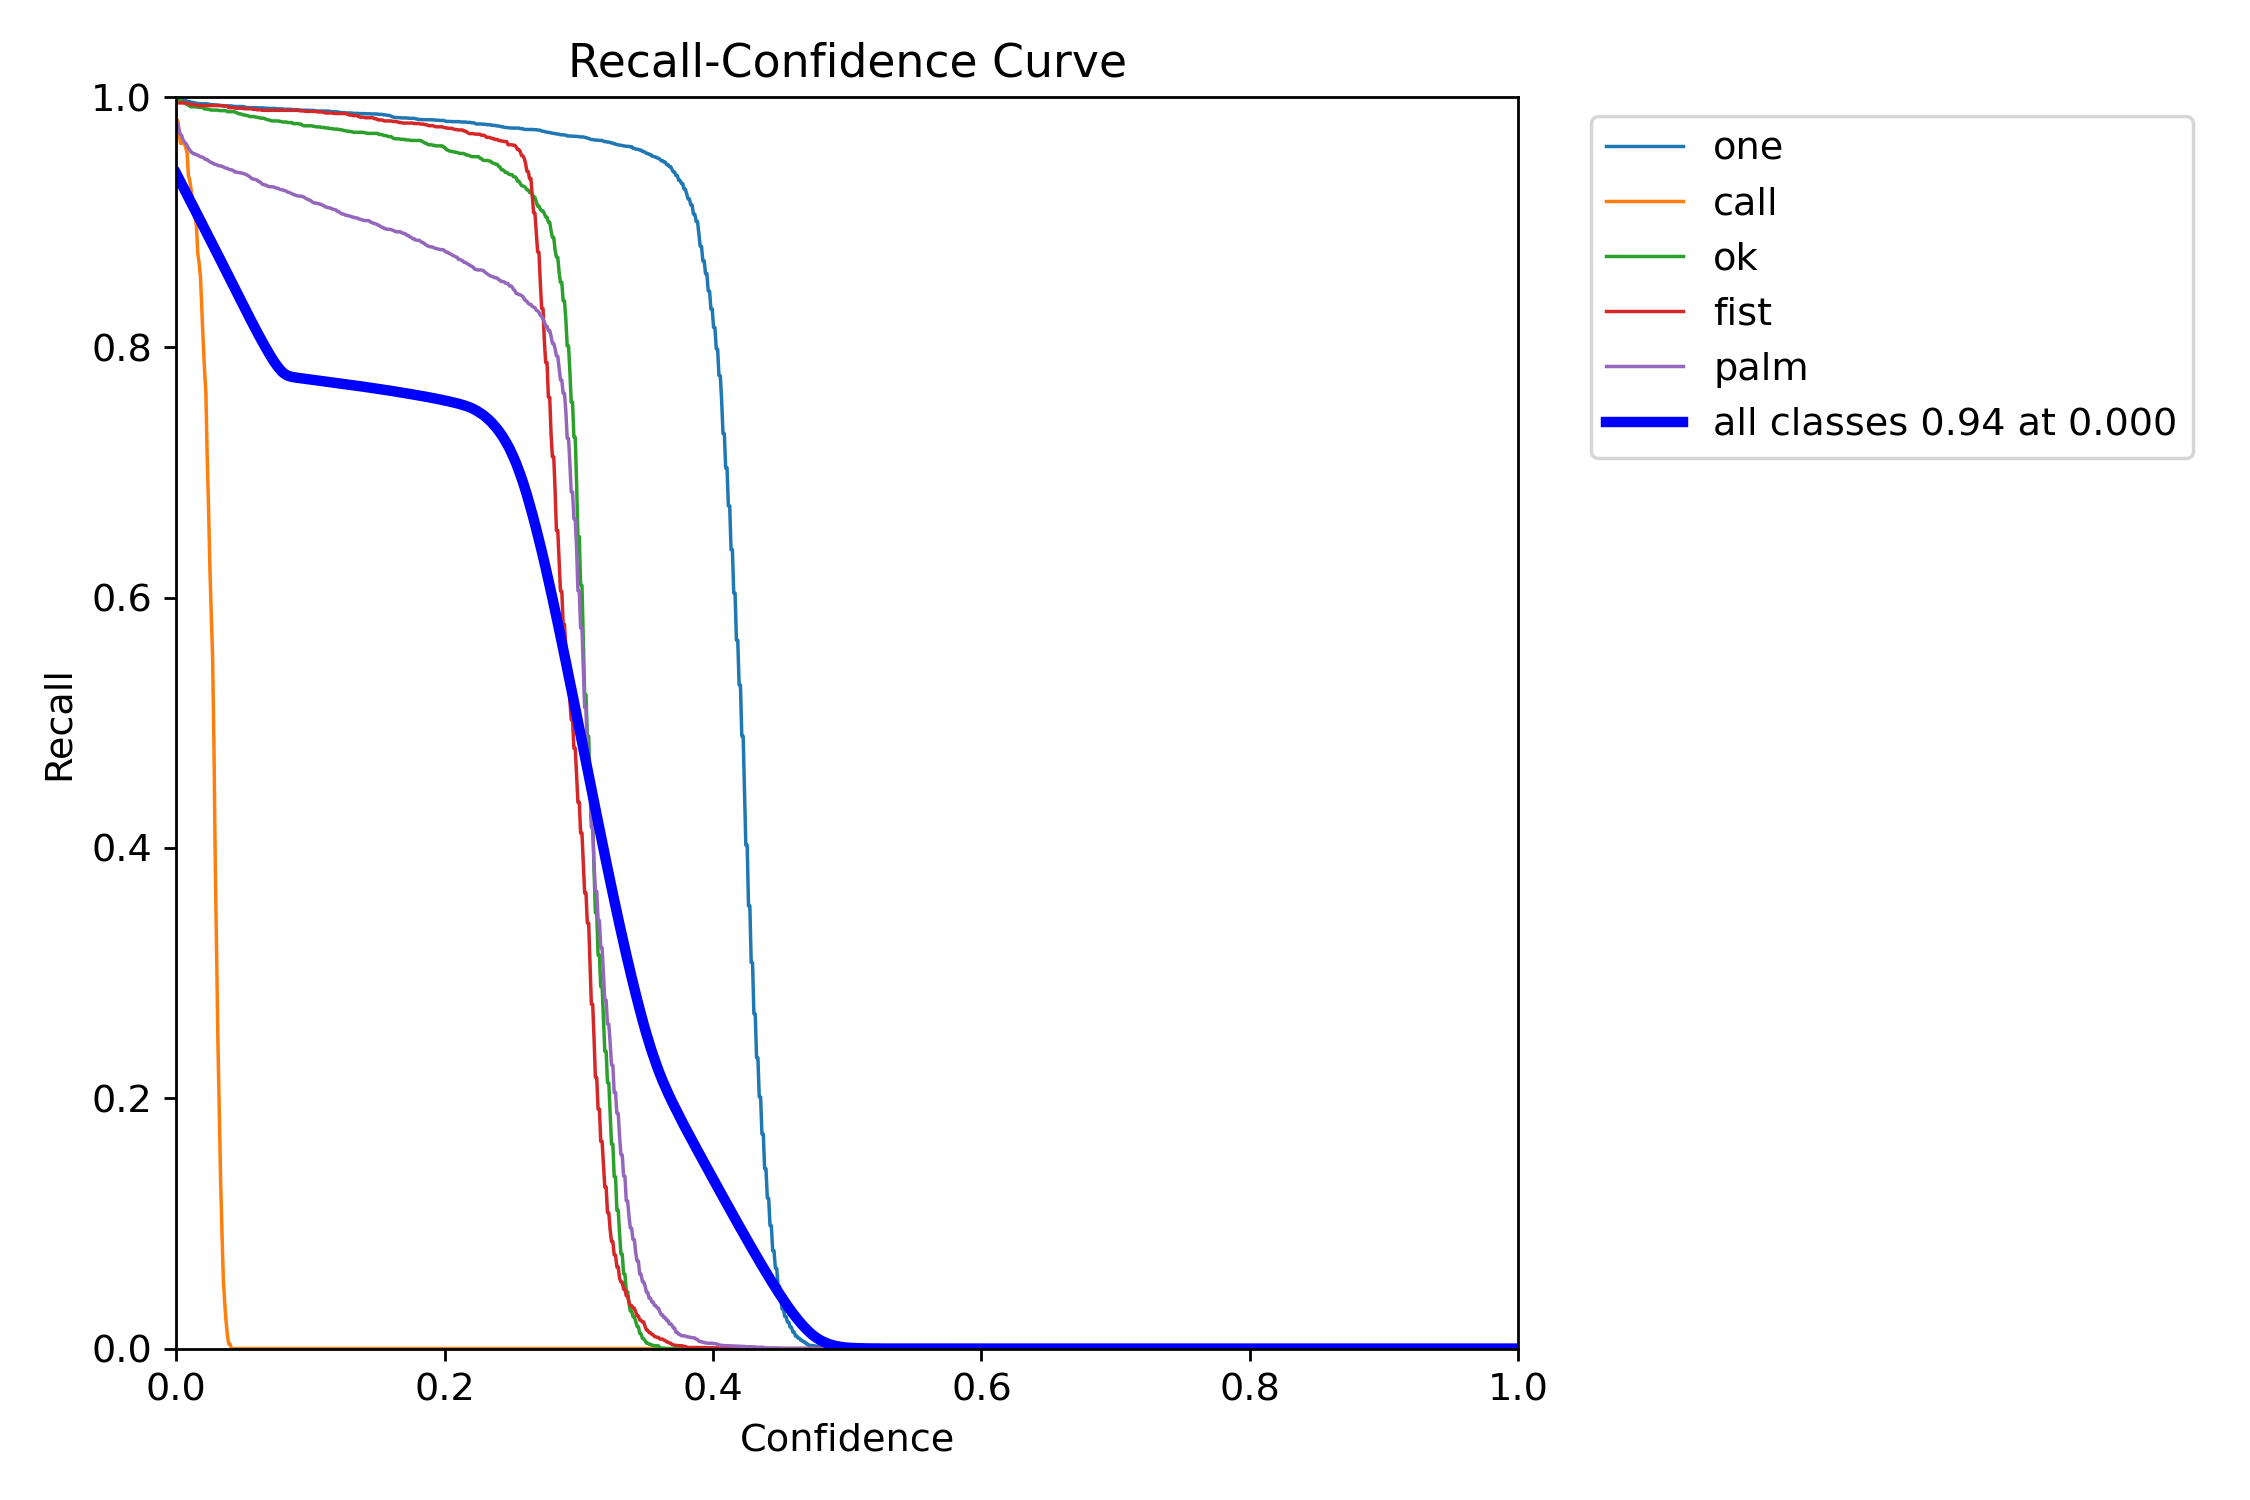 Recall-Confidence Curve
1.0
0.8
0.6
0.4
0.2
0.0
Recall
0.0 0.2 0.4 0.6 0.8 1.0
Confidence
one
call
ok
fist
palm
all classes 0.94 at 0.000